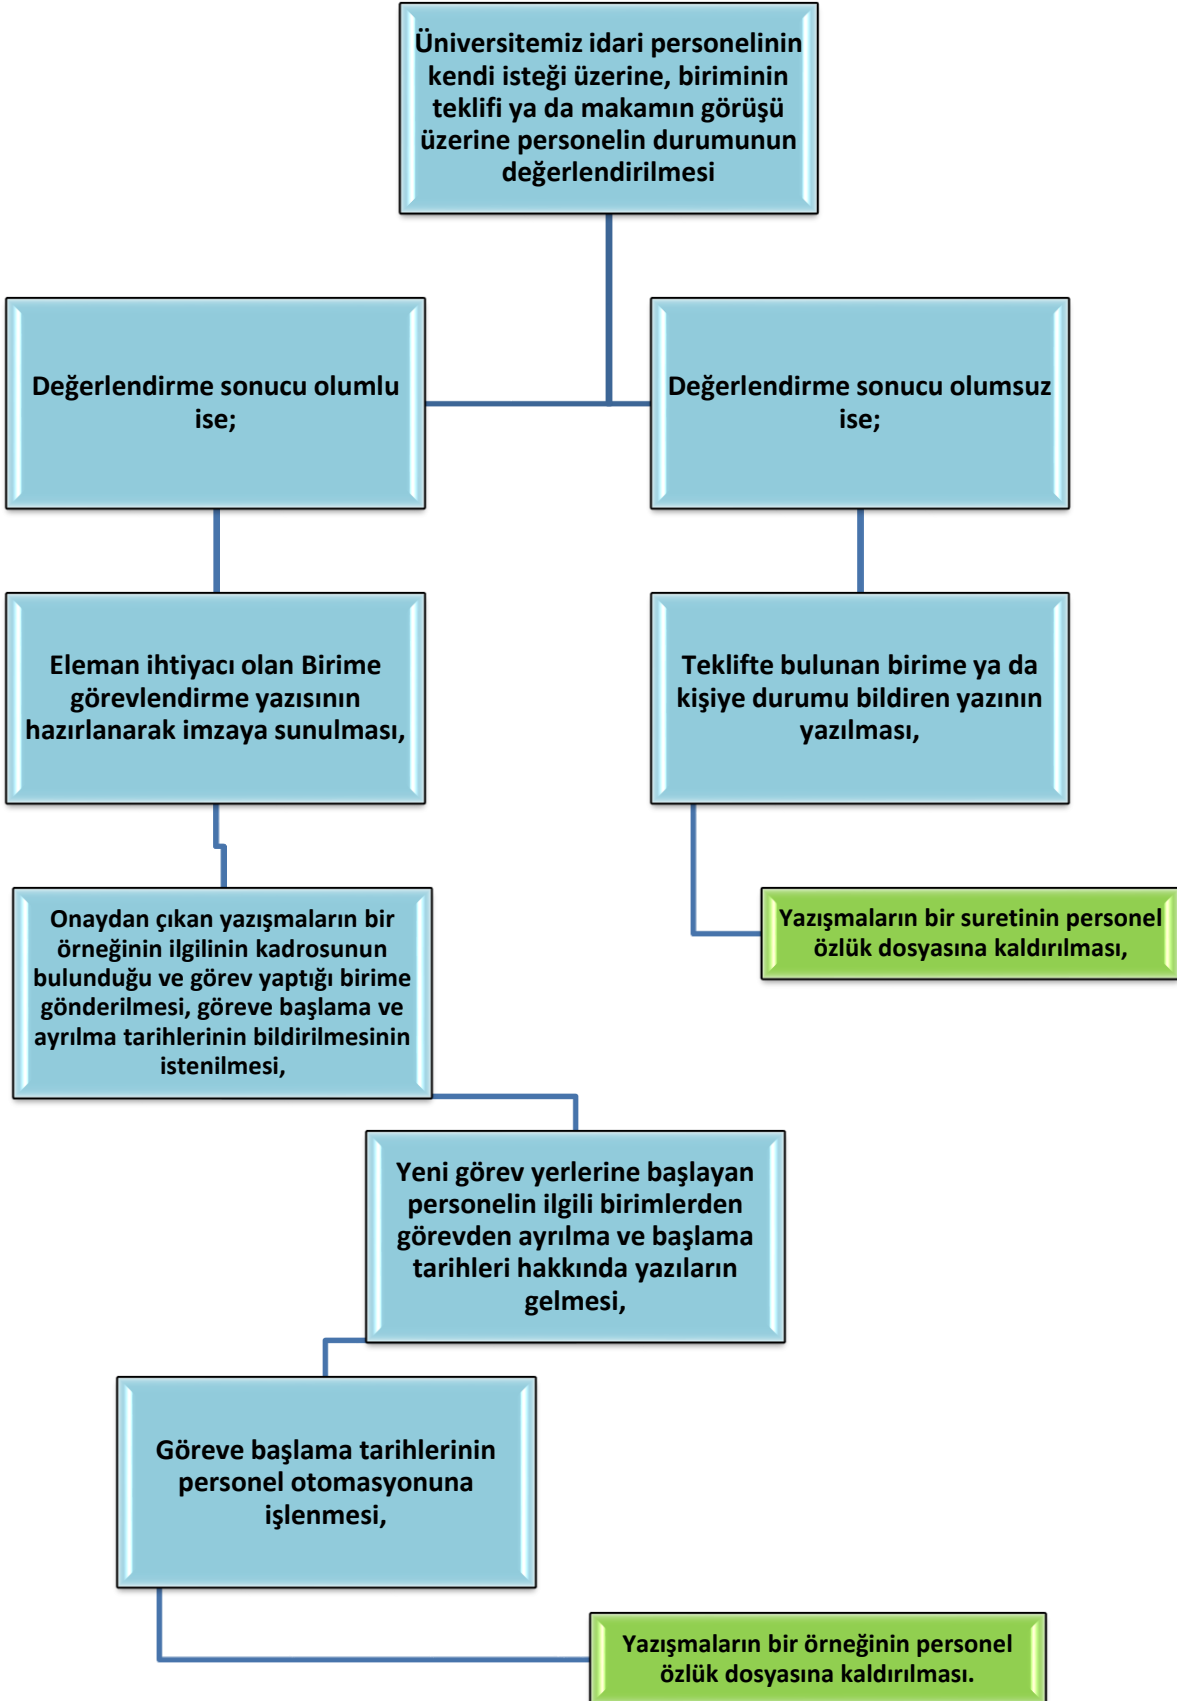 Üniversitemiz idari personelinin
kendi isteği üzerine, biriminin
teklifi ya da makamın görüşü
üzerine personelin durumunun
değerlendirilmesi
Değerlendirme sonucu olumlu
ise;
Değerlendirme sonucu olumsuz
ise;
Eleman ihtiyacı olan Birime
görevlendirme yazısının
hazırlanarak imzaya sunulması,
Teklifte bulunan birime ya da
kişiye durumu bildiren yazının
yazılması,
Onaydan çıkan yazışmaların bir
örneğinin ilgilinin kadrosunun
bulunduğu ve görev yaptığı birime
gönderilmesi, göreve başlama ve
ayrılma tarihlerinin bildirilmesinin
istenilmesi,
Yazışmaların bir suretinin personel
özlük dosyasına kaldırılması,
Yeni görev yerlerine başlayan
personelin ilgili birimlerden
görevden ayrılma ve başlama
tarihleri hakkında yazıların
gelmesi,
Göreve başlama tarihlerinin
personel otomasyonuna
işlenmesi,
Yazışmaların bir örneğinin personel
özlük dosyasına kaldırılması.